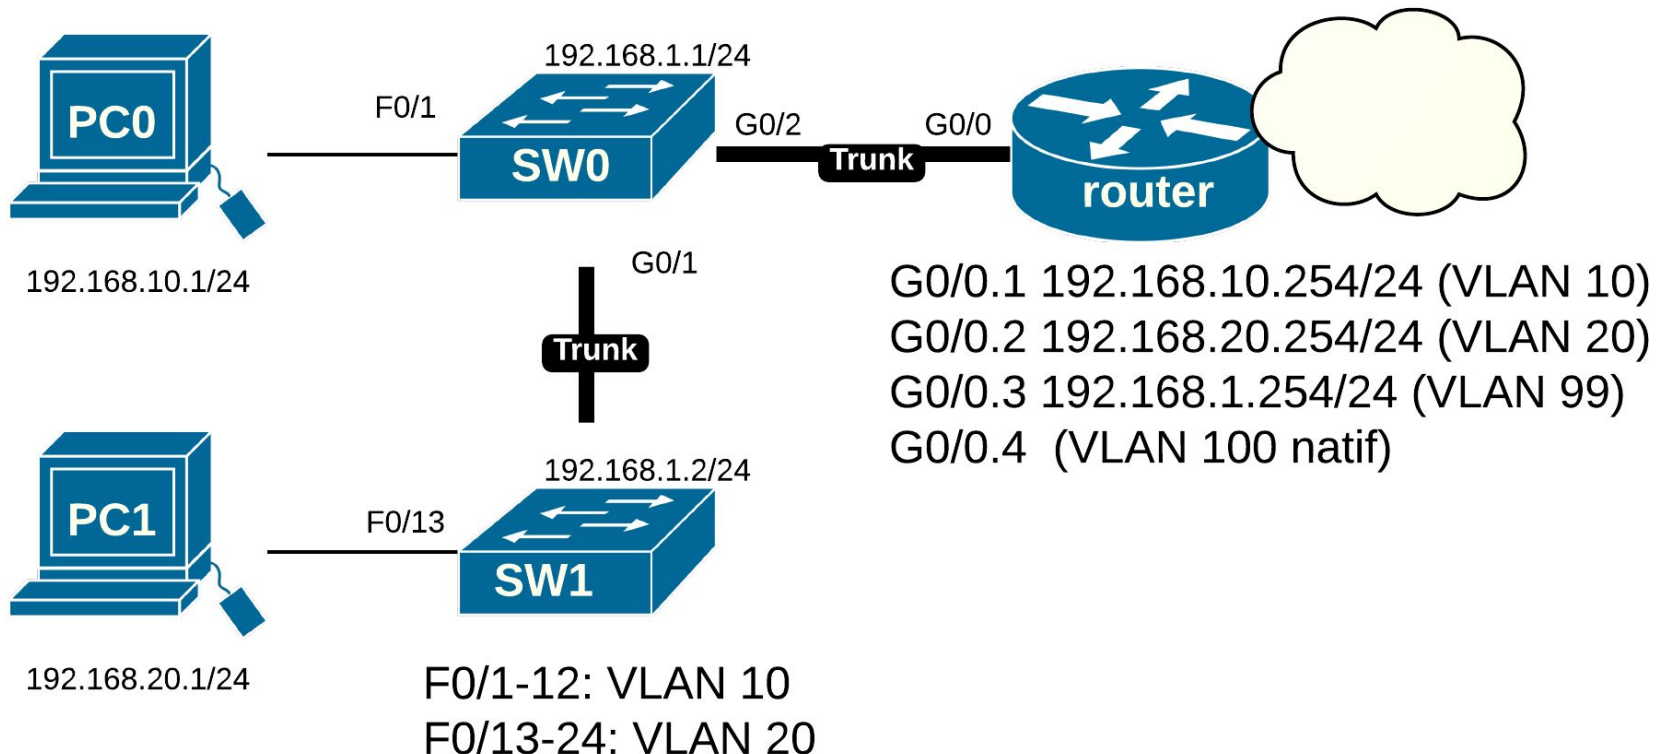 192.168.1.1/24
PC0
F0/1
SW0
G0/2
G0/0
Trunk
router
192.168.10.1/24
G0/1
Trunk
G0/0.1 192.168.10.254/24 (VLAN 10)
G0/0.2 192.168.20.254/24 (VLAN 20)
G0/0.3 192.168.1.254/24 (VLAN 99)
G0/0.4 (VLAN 100 natif)
192.168.1.2/24
PC1
F0/13
SW1
192.168.20.1/24
F0/1-12: VLAN 10
F0/13-24: VLAN 20